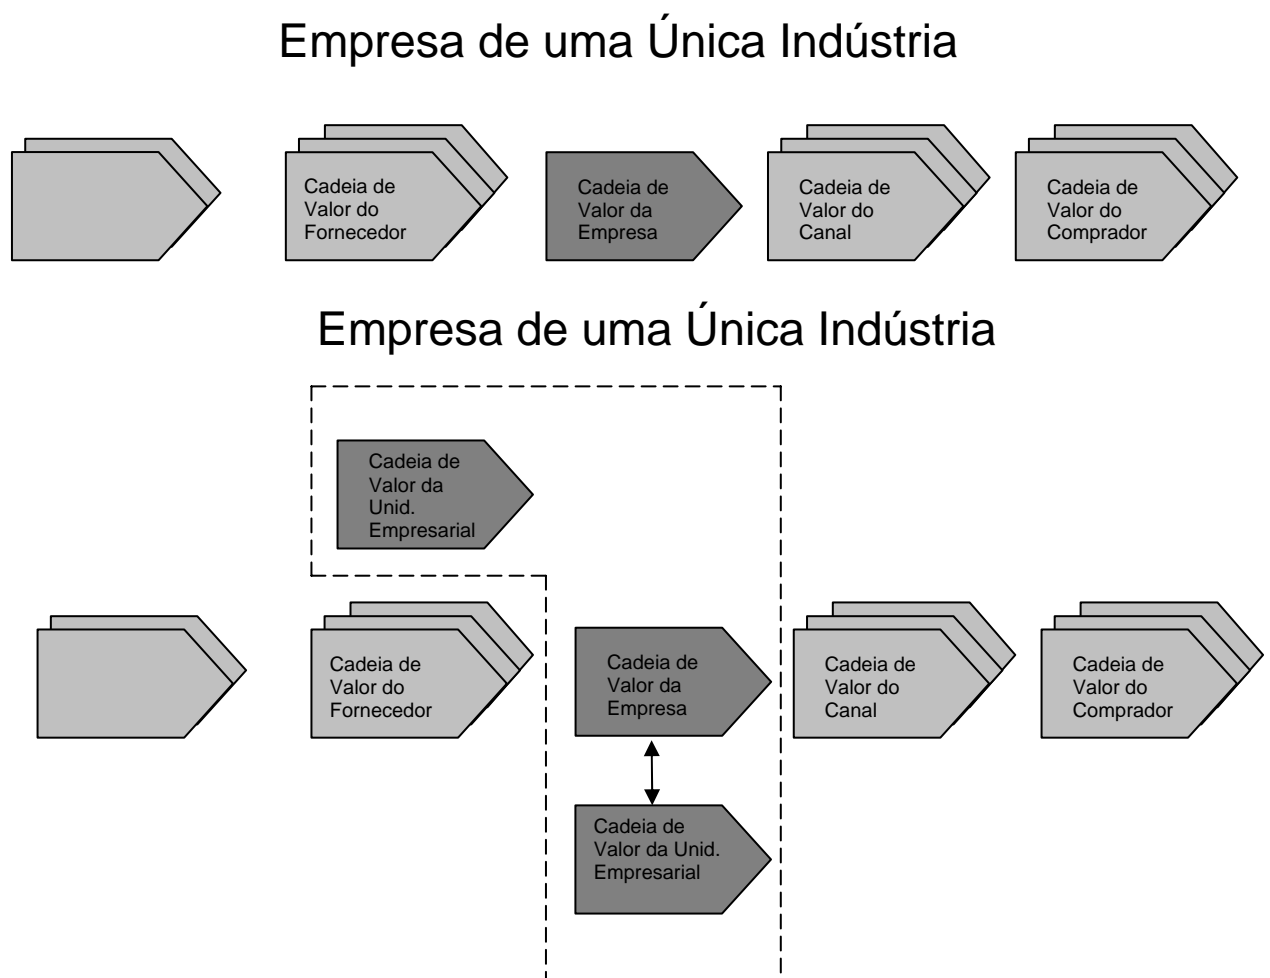 Empresa de uma Única Indústria
Cadeia de
Valor do
Fornecedor
Cadeia de
Valor da
Empresa
Cadeia de
Valor do
Canal
Cadeia de
Valor do
Comprador
Empresa de uma Única Indústria
Cadeia de
Valor da
Unid.
Empresarial
Cadeia de
Valor do
Fornecedor
Cadeia de
Valor da
Empresa
Cadeia de
Valor do
Canal
Cadeia de
Valor do
Comprador
Cadeia de
Valor da Unid.
Empresarial